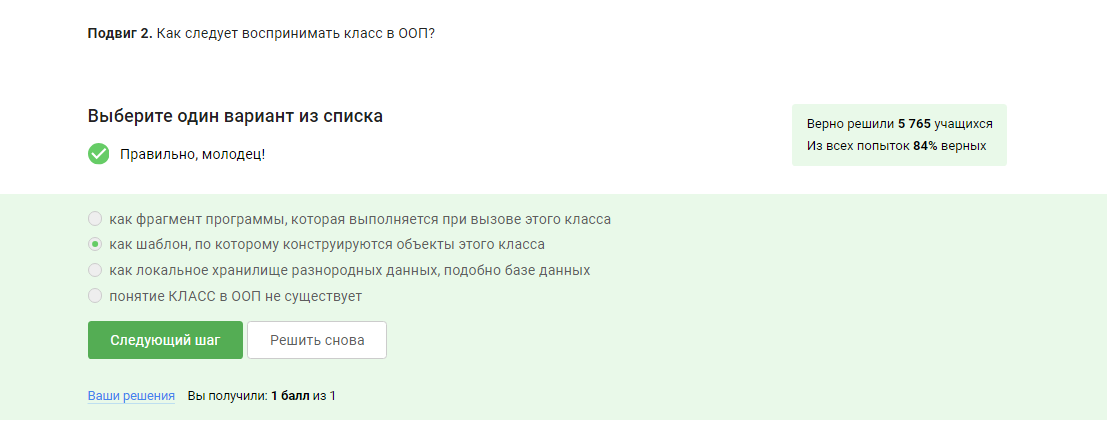 Подвиг 2. Как следует воспринимать класс в ООП?
Выберите один вариант из списка
Правильно, молодец!
Верно решили 5 765 учащихся
Из всех попыток 84% верных
как фрагмент программы, которая выполняется при вызове этого класса
как шаблон, по которому конструируются объекты этого класса
как локальное хранилище разнородных данных, подобно базе данных
понятие КЛАСС в ООП не существует
Следующий шаг
Решить снова
Ваши решения Вы получили: 1 балл из 1